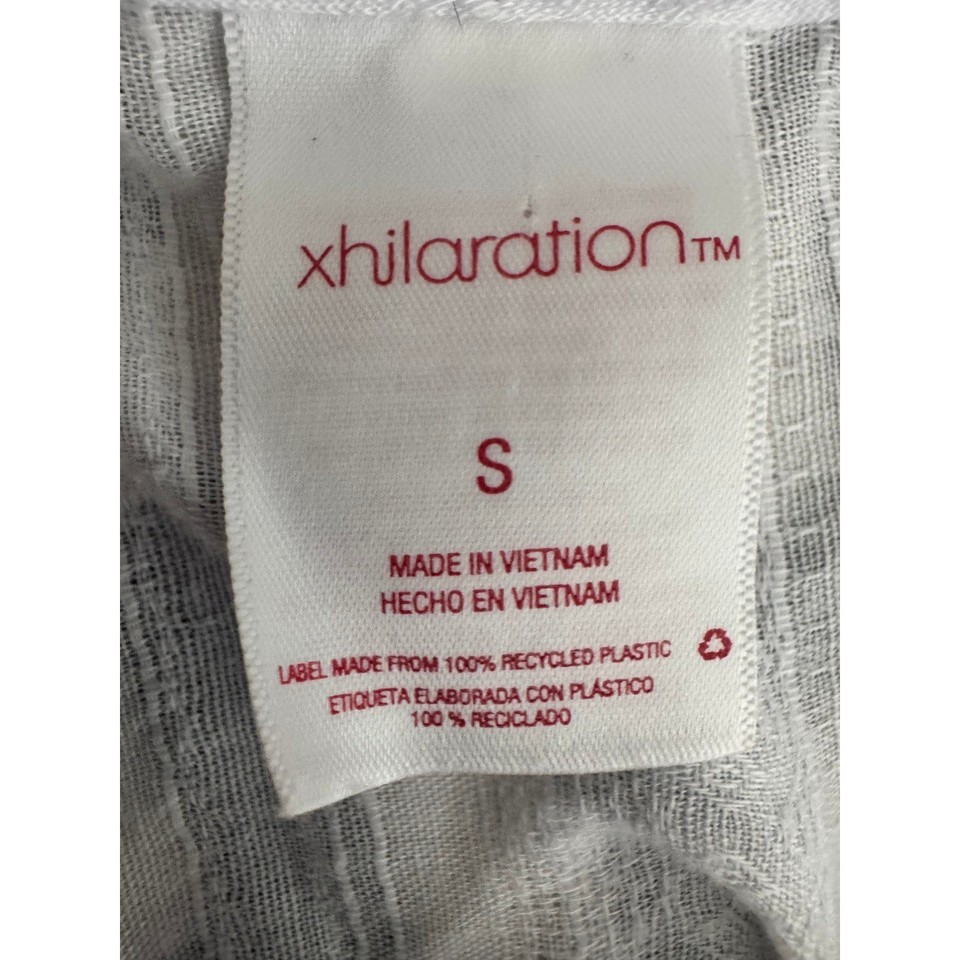 xhilaration™
S
MADE IN VIETNAM
HECHO EN VIETNAM
LABEL MADE FROM 100% RECYCLED PLASTIC
ETIQUETA ELABORADA CON PLÁSTICO
100 % RECICLADO